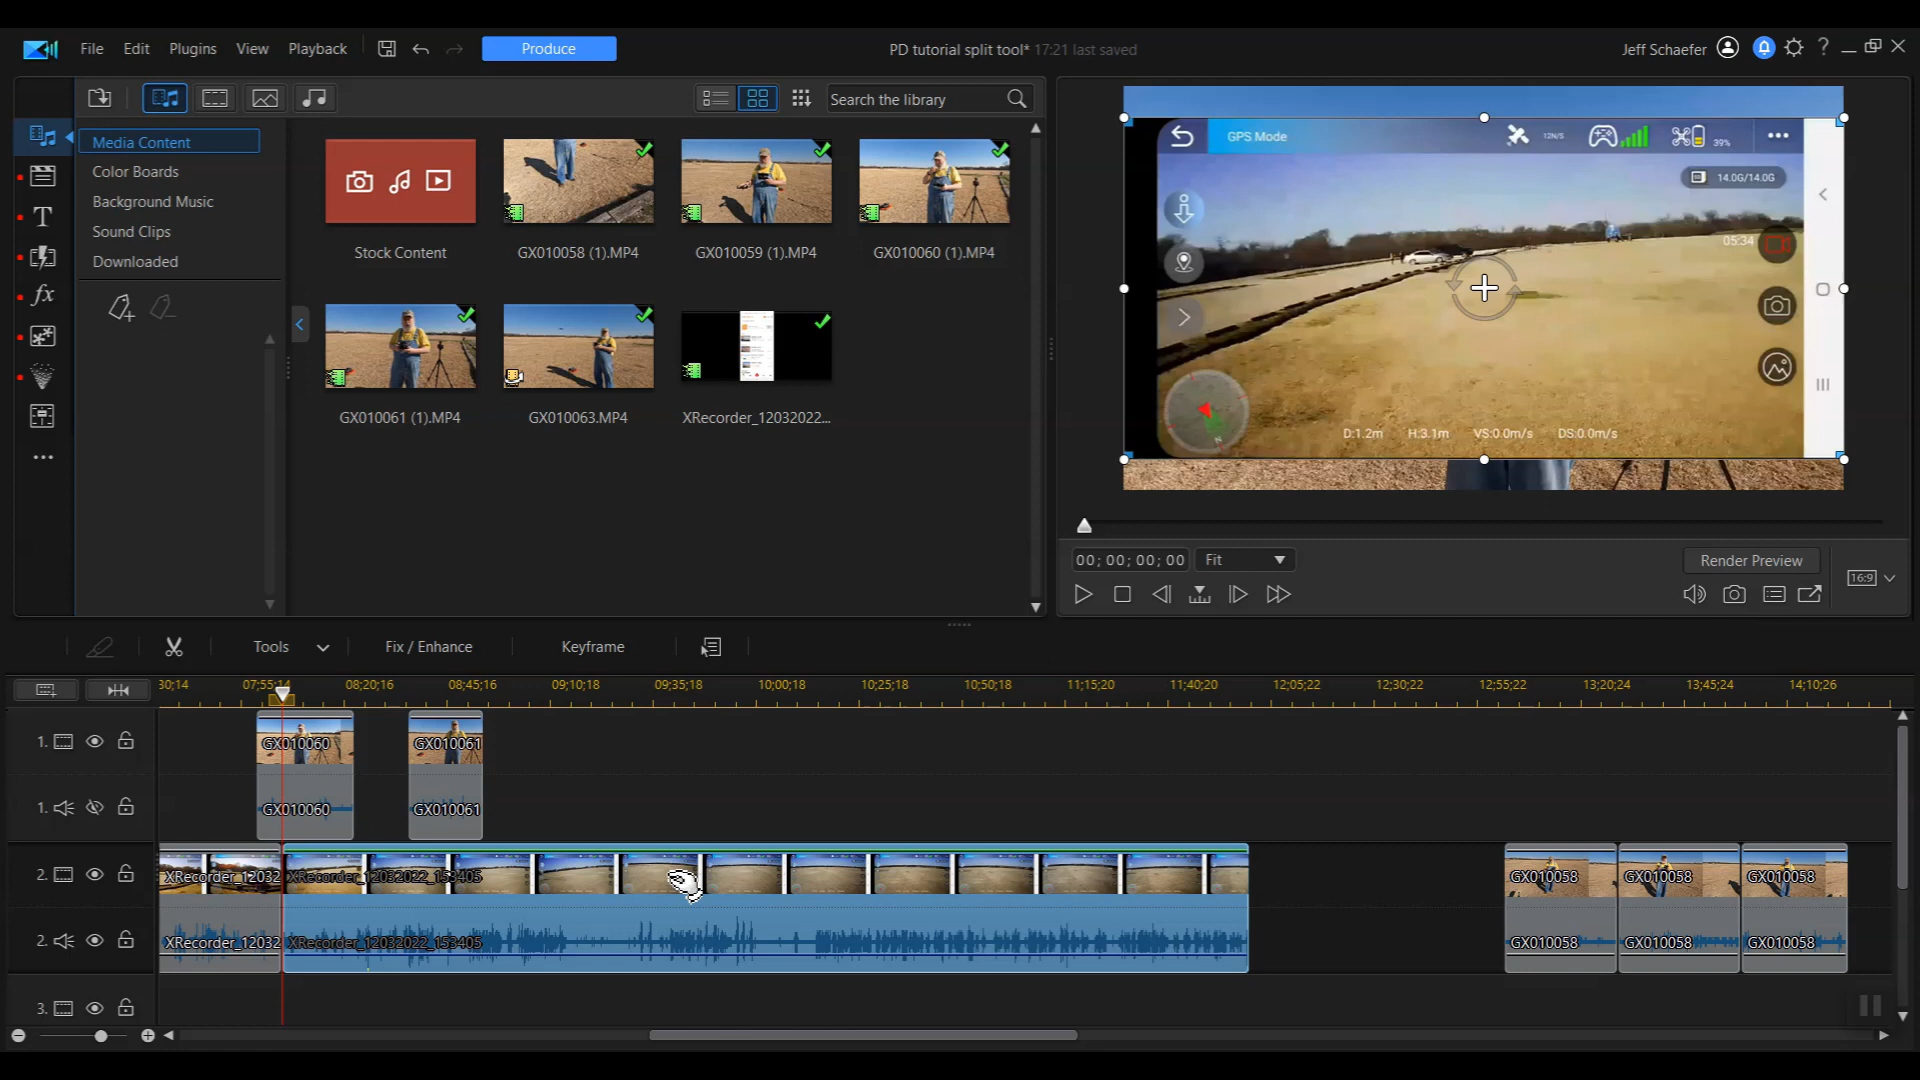 File Edit Plugins View Playback Produce PD tutorial split tool* 17:21 last saved Jeff Schaefer ?
Search the library
Media Content
Color Boards
Background Music
Sound Clips
Downloaded
Stock Content GX010058 (1).MP4 GX010059 (1).MP4 GX010060 (1).MP4
GX010061 (1).MP4 GX010063.MP4 XRecorder_12032022...
GPS Mode 12N/S 39%
14.0G/14.0G
05:34
N
D:1.2m H:3.1m VS:0.0m/s DS:0.0m/s
T
fx
00; 00; 00; 00 Fit Render Preview
16:9
Tools Fix / Enhance Keyframe
30;14 07;55;14 08;20;16 08;45;16 09;10;18 09;35;18 10;00;18 10;25;18 10;50;18 11;15;20 11;40;20 12;05;22 12;30;22 12;55;22 13;20;24 13;45;24 14;10;26
1. GX010060 GX010061
1. GX010060 GX010061
2. XRecorder_12032 XRecorder_12032022_153405 GX010058 GX010058 GX010058
2. XRecorder_12032 XRecorder_12032022_153405 GX010058 GX010058 GX010058
3.